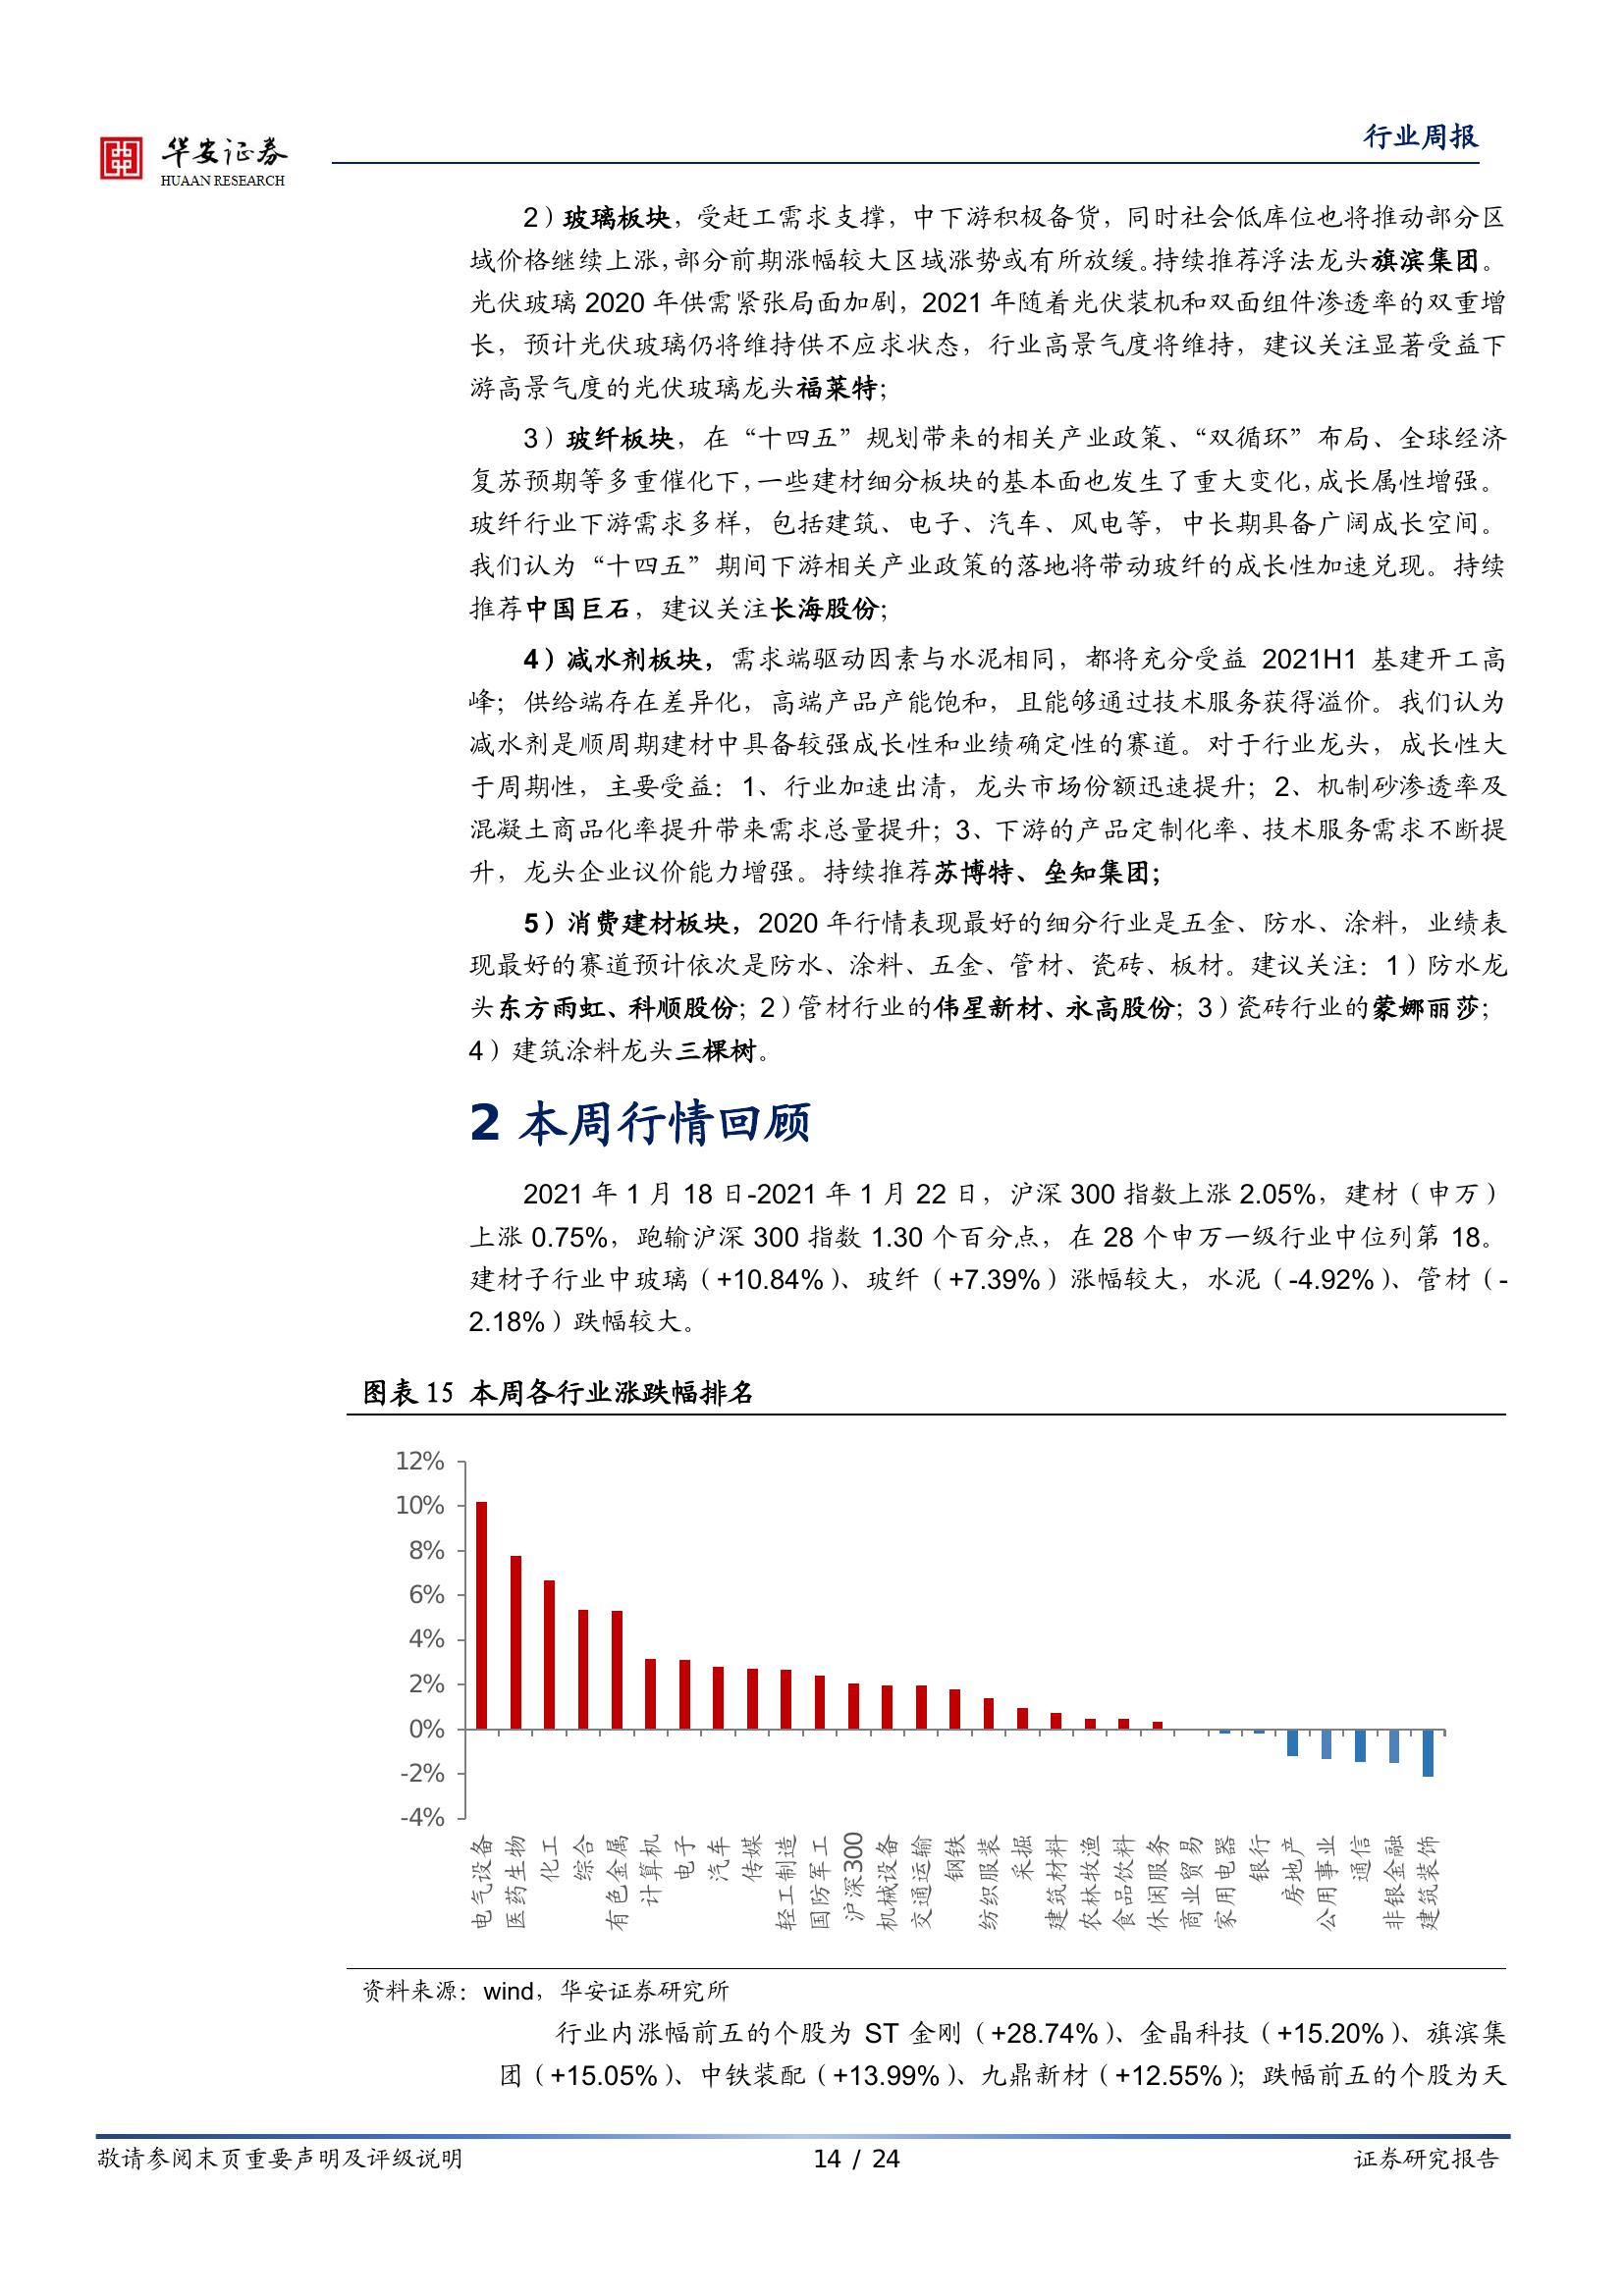 华安证券
HUAAN RESEARCH
行业周报
2）玻璃板块，受赶工需求支撑，中下游积极备货，同时社会低库位也将推动部分区
域价格继续上涨，部分前期涨幅较大区域涨势或有所放缓。持续推荐浮法龙头旗滨集团。
光伏玻璃 2020 年供需紧张局面加剧，2021 年随着光伏装机和双面组件渗透率的双重增
长，预计光伏玻璃仍将维持供不应求状态，行业高景气度将维持，建议关注显著受益下
游高景气度的光伏玻璃龙头福莱特；
3）玻纤板块，在“十四五”规划带来的相关产业政策、“双循环”布局、全球经济
复苏预期等多重催化下，一些建材细分板块的基本面也发生了重大变化，成长属性增强。
玻纤行业下游需求多样，包括建筑、电子、汽车、风电等，中长期具备广阔成长空间。
我们认为“十四五”期间下游相关产业政策的落地将带动玻纤的成长性加速兑现。持续
推荐中国巨石，建议关注长海股份；
4）减水剂板块，需求端驱动因素与水泥相同，都将充分受益 2021H1 基建开工高
峰；供给端存在差异化，高端产品产能饱和，且能够通过技术服务获得溢价。我们认为
减水剂是顺周期建材中具备较强成长性和业绩确定性的赛道。对于行业龙头，成长性大
于周期性，主要受益：1、行业加速出清，龙头市场份额迅速提升；2、机制砂渗透率及
混凝土商品化率提升带来需求总量提升；3、下游的产品定制化率、技术服务需求不断提
升，龙头企业议价能力增强。持续推荐苏博特、垒知集团；
5）消费建材板块，2020 年行情表现最好的细分行业是五金、防水、涂料，业绩表
现最好的赛道预计依次是防水、涂料、五金、管材、瓷砖、板材。建议关注：1）防水龙
头东方雨虹、科顺股份；2）管材行业的伟星新材、永高股份；3）瓷砖行业的蒙娜丽莎；
4）建筑涂料龙头三棵树。
2 本周行情回顾
2021 年 1 月 18 日-2021 年 1 月 22 日，沪深 300 指数上涨 2.05%，建材（申万）
上涨 0.75%，跑输沪深 300 指数 1.30 个百分点，在 28 个申万一级行业中位列第 18。
建材子行业中玻璃（+10.84%）、玻纤（+7.39%）涨幅较大，水泥（-4.92%）、管材（-
2.18%）跌幅较大。
图表 15 本周各行业涨跌幅排名
12%
10%
8%
6%
4%
2%
0%
-2%
-4%
电气设备
医药生物
化工
综合
有色金属
计算机
电子
汽车
传媒
轻工制造
国防军工
沪深300
机械设备
交通运输
钢铁
纺织服装
采掘
建筑材料
农林牧渔
食品饮料
休闲服务
商业贸易
家用电器
银行
房地产
公用事业
通信
非银金融
建筑装饰
资料来源：wind，华安证券研究所
行业内涨幅前五的个股为 ST 金刚（+28.74%）、金晶科技（+15.20%）、旗滨集
团（+15.05%）、中铁装配（+13.99%）、九鼎新材（+12.55%）；跌幅前五的个股为天
敬请参阅末页重要声明及评级说明
14 / 24
证券研究报告